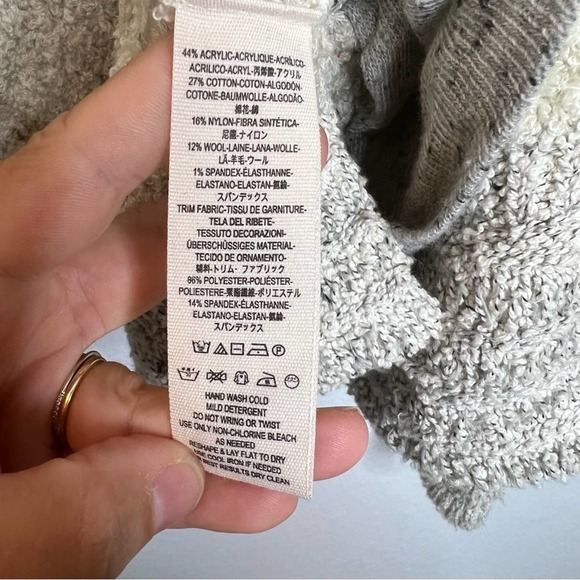 44% ACRYLIC-ACRYLIQUE-ACRÍLICO-
ACRILICO-ACRYL-丙烯酸-アクリル
27% COTTON-COTON-ALGODÓN-
COTONE-BAUMWOLLE-ALGODÃO-
棉花-綿
16% NYLON-FIBRA SINTÉTICA-
尼龍-ナイロン
12% WOOL-LAINE-LANA-WOLLE-
LÃ-羊毛-ウール
1% SPANDEX-ÉLASTHANNE-
ELASTANO-ELASTAN-氨綸-
スパンデックス
TRIM FABRIC-TISSU DE GARNITURE-
TELA DEL RIBETE-
TESSUTO DECORAZIONI-
ÜBERSCHÜSSIGES MATERIAL-
TECIDO DE ORNAMENTO-
輔料-トリム・ファブリック
86% POLYESTER-POLIÉSTER-
POLIESTERE-聚酯纖維-ポリエステル
14% SPANDEX-ÉLASTHANNE-
ELASTANO-ELASTAN-氨綸-
スパンデックス
HAND WASH COLD
MILD DETERGENT
DO NOT WRING OR TWIST
USE ONLY NON-CHLORINE BLEACH
AS NEEDED
RESHAPE & LAY FLAT TO DRY
USE COOL IRON IF NEEDED
BEST RESULTS DRY CLEAN